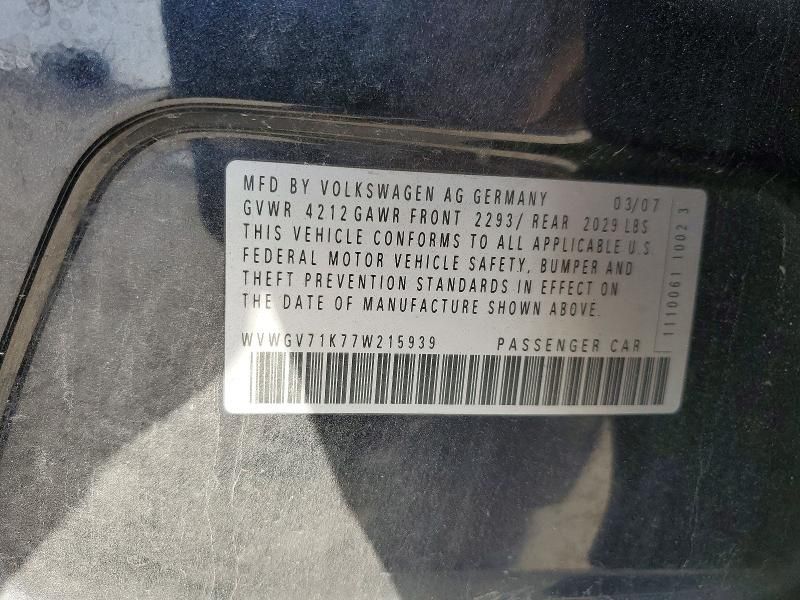 MFD BY VOLKSWAGEN AG GERMANY 03/07
GVWR 4212 GAWR FRONT 2293/ REAR 2029 LBS
THIS VEHICLE CONFORMS TO ALL APPLICABLE U.S.
FEDERAL MOTOR VEHICLE SAFETY, BUMPER AND
THEFT PREVENTION STANDARDS IN EFFECT ON
THE DATE OF MANUFACTURE SHOWN ABOVE.
WVWGV71K77W215939 PASSENGER CAR
1110061 1002 3